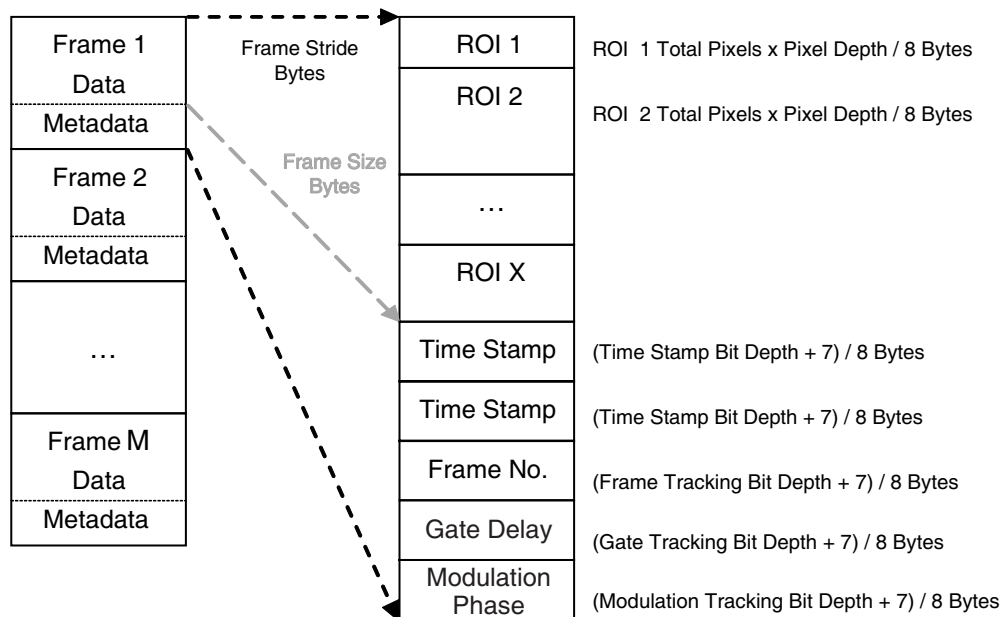 Frame 1
Data
Metadata
Frame 2
Data
Metadata
...
Frame M
Data
Metadata
Frame Stride
Bytes
Frame Size
Bytes
ROI 1
ROI 1 Total Pixels x Pixel Depth / 8 Bytes
ROI 2
ROI 2 Total Pixels x Pixel Depth / 8 Bytes
...
ROI X
Time Stamp
(Time Stamp Bit Depth + 7) / 8 Bytes
Time Stamp
(Time Stamp Bit Depth + 7) / 8 Bytes
Frame No.
(Frame Tracking Bit Depth + 7) / 8 Bytes
Gate Delay
(Gate Tracking Bit Depth + 7) / 8 Bytes
Modulation
Phase
(Modulation Tracking Bit Depth + 7) / 8 Bytes